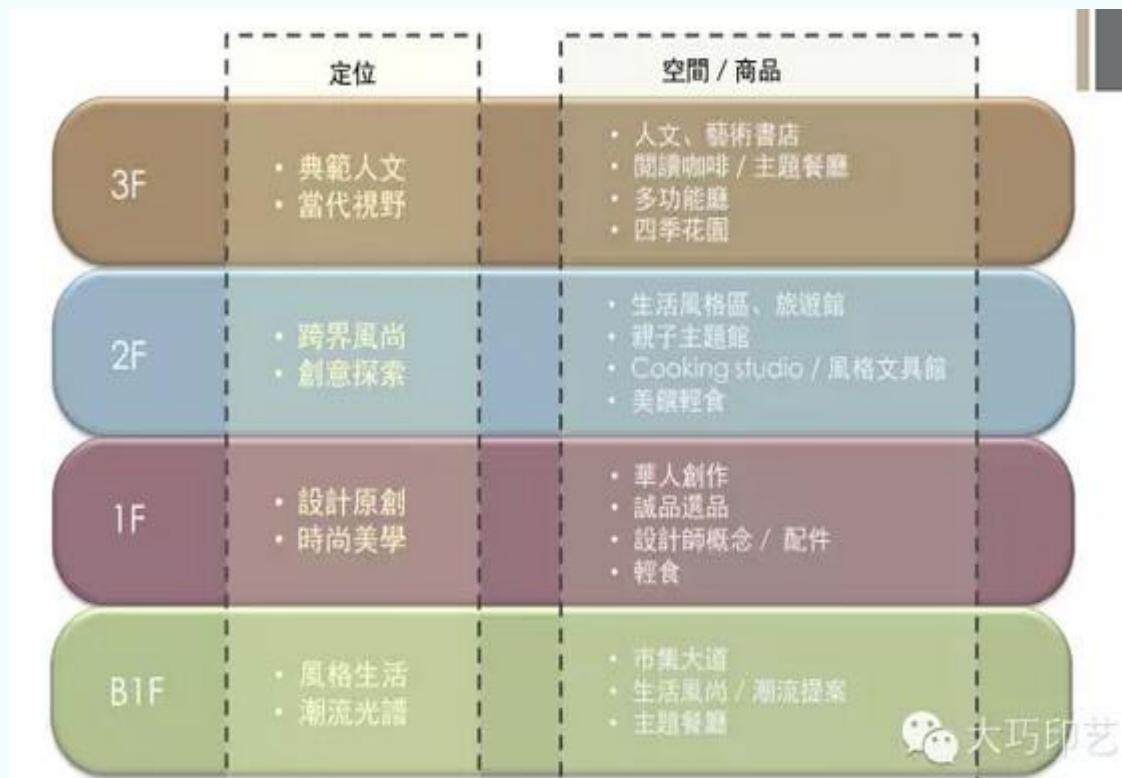 定位
空間 / 商品
3F
• 典範人文
• 當代視野
• 人文、藝術書店
• 閱讀咖啡 / 主題餐廳
• 多功能廳
• 四季花園
2F
• 跨界風尚
• 創意探索
• 生活風格區、旅遊館
• 親子主題館
• Cooking studio / 風格文具館
• 美饌輕食
1F
• 設計原創
• 時尚美學
• 華人創作
• 誠品選品
• 設計師概念 / 配件
• 輕食
B1F
• 風格生活
• 潮流光譜
• 市集大道
• 生活風尚 / 潮流提案
• 主題餐廳
大巧印艺